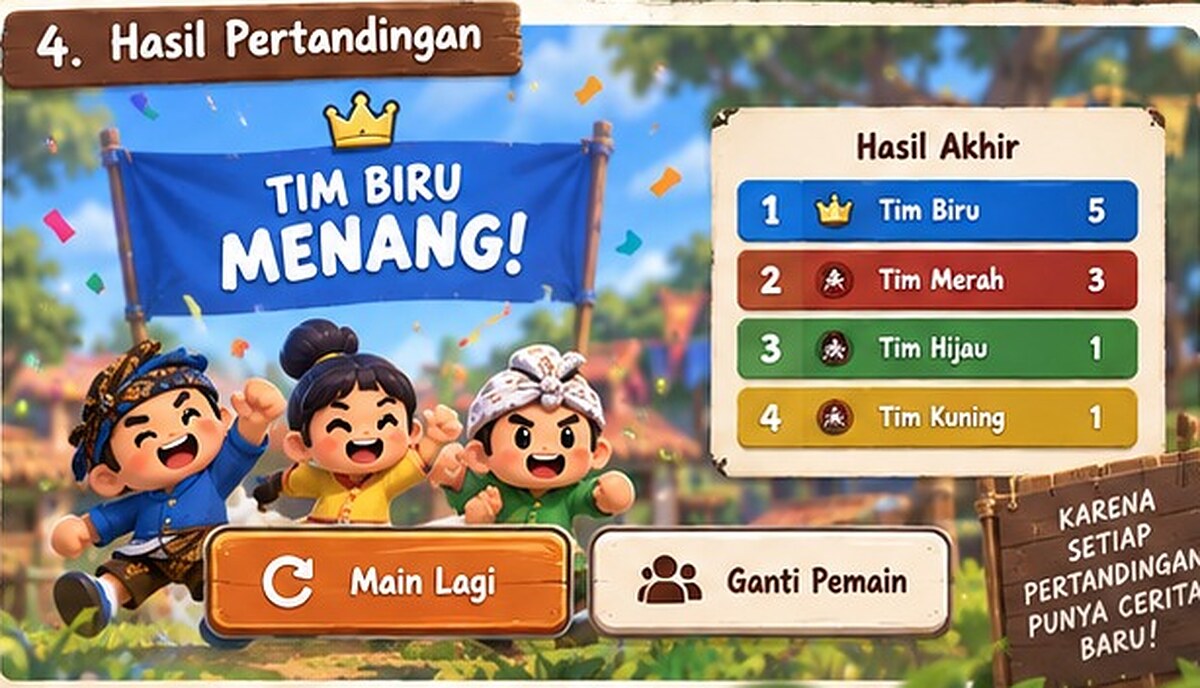 4. Hasil Pertandingan
TIM BIRU
MENANG!
Hasil Akhir
1 Tim Biru 5
2 Tim Merah 3
3 Tim Hijau 1
4 Tim Kuning 1
Main Lagi
Ganti Pemain
KARENA
SETIAP
PERTANDINGAN
PUNYA CERITA
BARU!